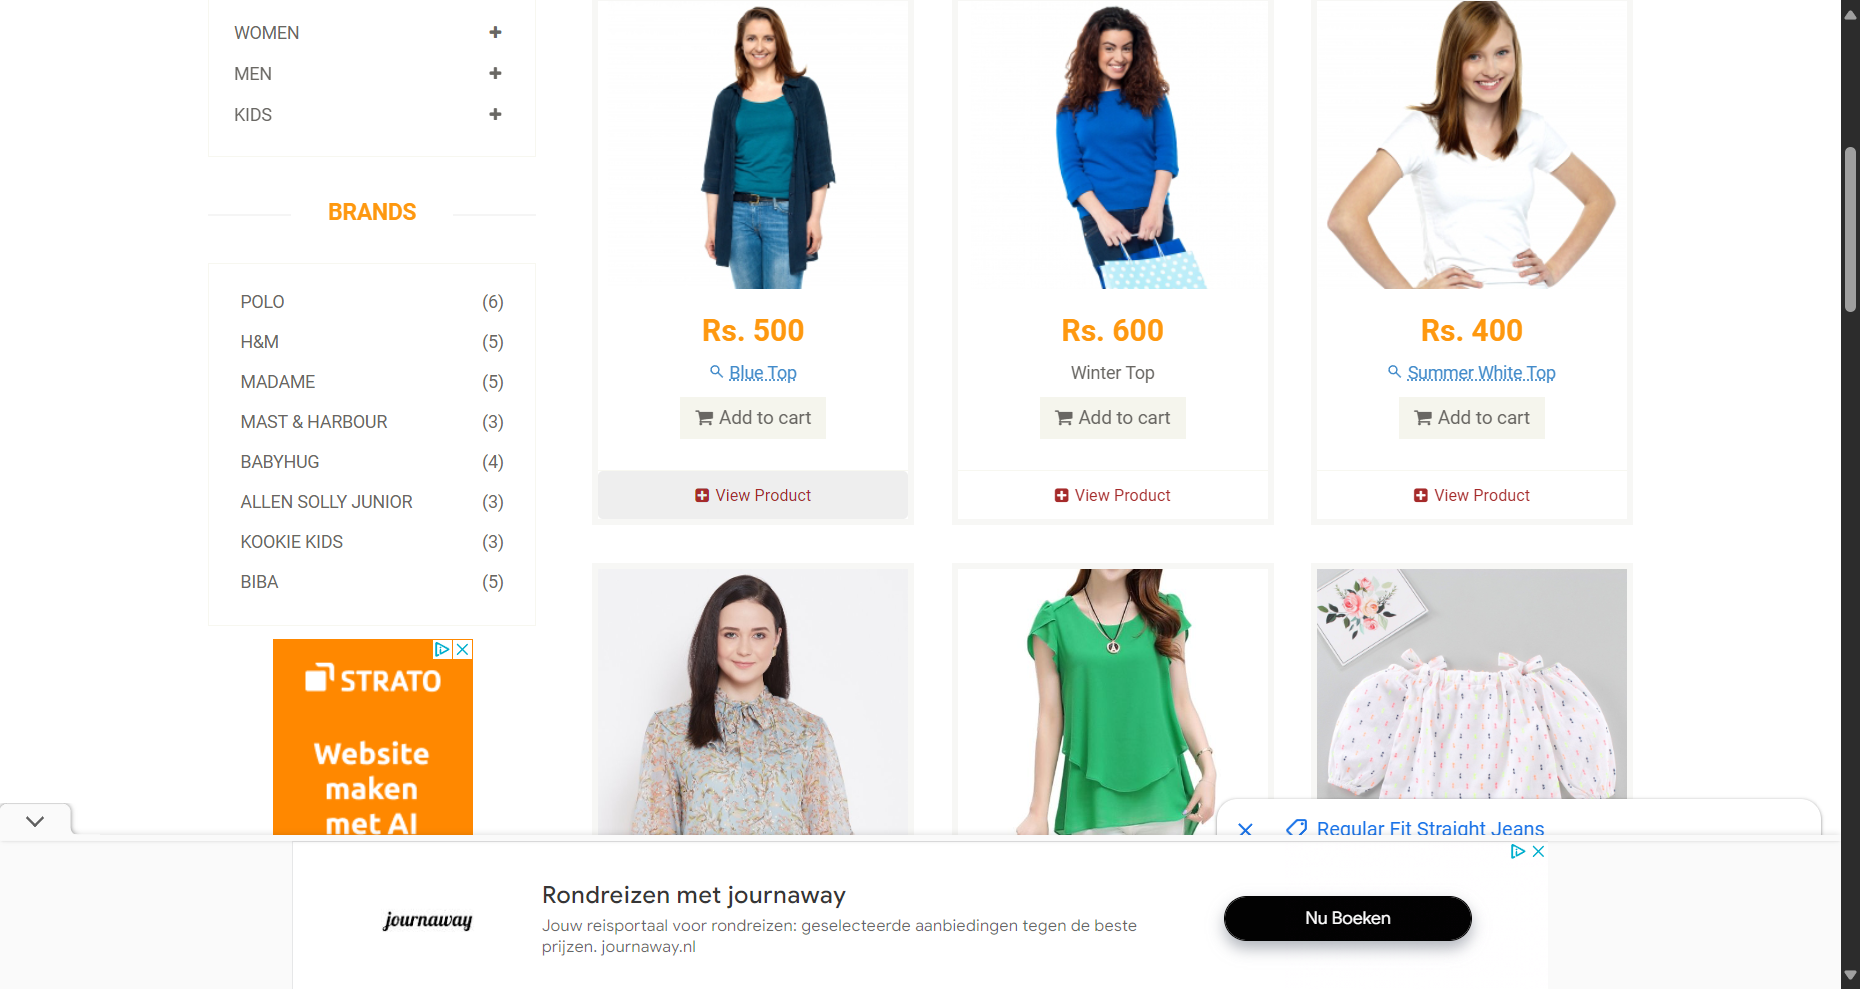 WOMEN
MEN
KIDS
BRANDS
POLO (6)
H&M (5)
MADAME (5)
MAST & HARBOUR (3)
BABYHUG (4)
ALLEN SOLLY JUNIOR (3)
KOOKIE KIDS (3)
BIBA (5)
STRATO
Website
maken
met AI
Rs. 500
Blue Top
Add to cart
View Product
Rs. 600
Winter Top
Add to cart
View Product
Rs. 400
Summer White Top
Add to cart
View Product
Regular Fit Straight Jeans
journaway
Rondreizen met journaway
Jouw reisportaal voor rondreizen: geselecteerde aanbiedingen tegen de beste
prijzen. journaway.nl
Nu Boeken